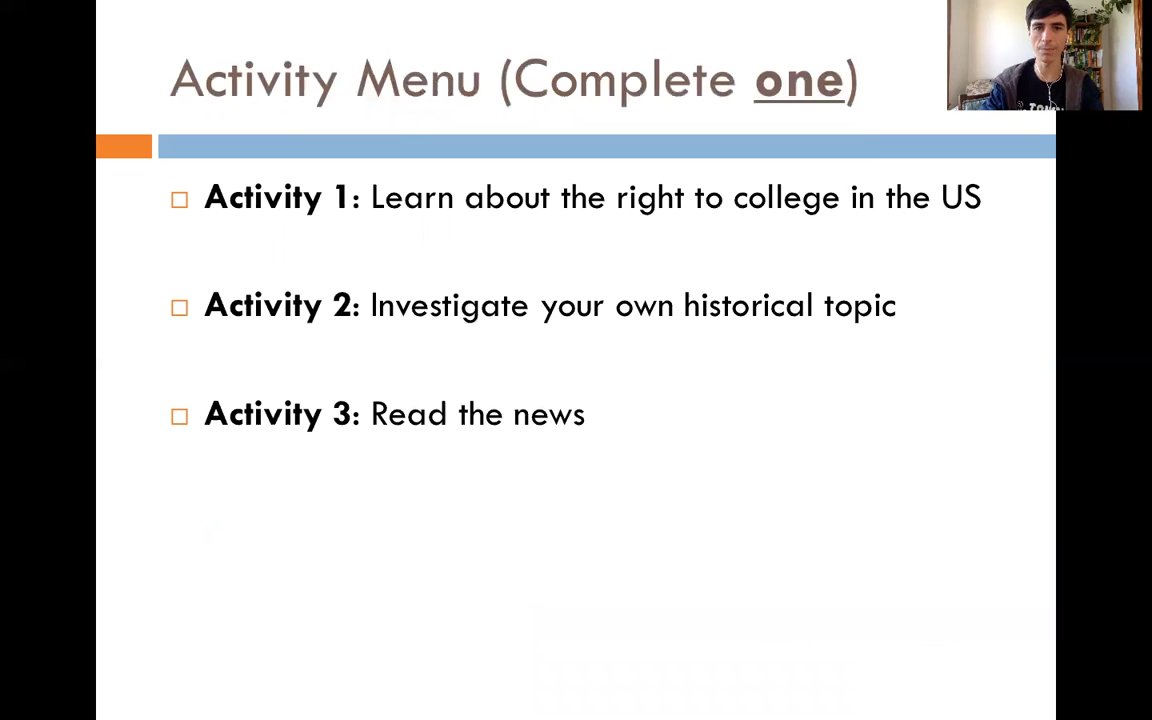 Activity Menu (Complete one)
Activity 1: Learn about the right to college in the US
Activity 2: Investigate your own historical topic
Activity 3: Read the news